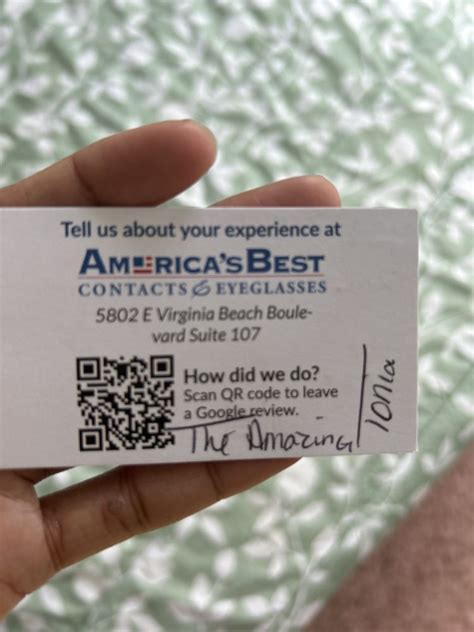 Tell us about your experience at
AMERICA'S BEST
CONTACTS & EYEGLASSES
5802 E Virginia Beach Boule-
vard Suite 107
How did we do?
Scan QR code to leave
a Google review.
The Amazing
Tonia